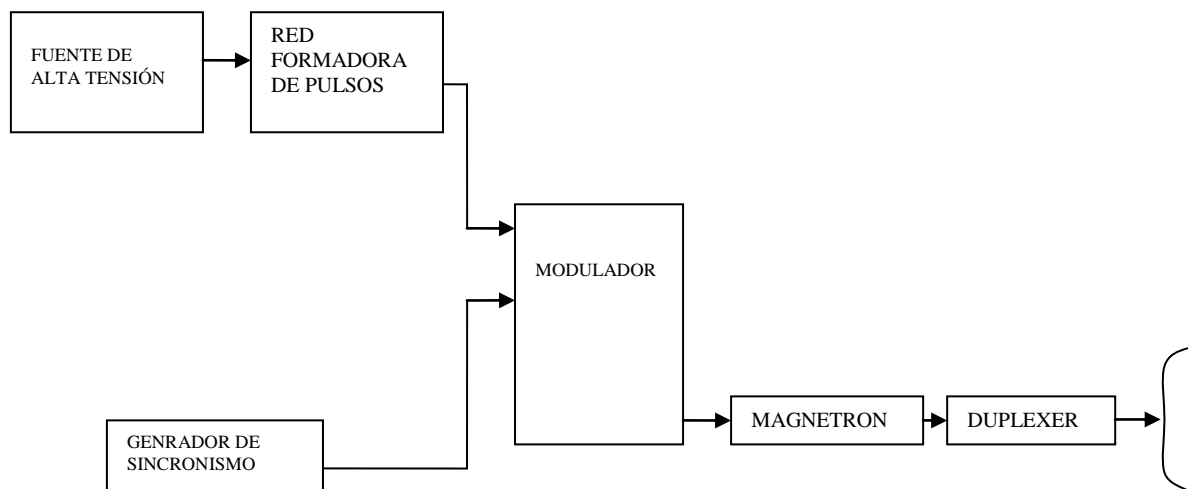 FUENTE DE
ALTA TENSIÓN
RED
FORMADORA
DE PULSOS
MODULADOR
MAGNETRON
DUPLEXER
GENRADOR DE
SINCRONISMO